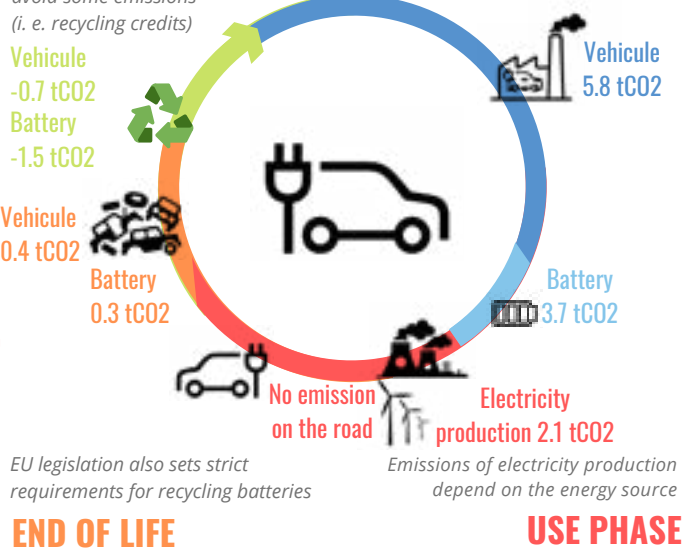 avoid some emissions
(i. e. recycling credits)
Vehicule
-0.7 tCO2
Battery
-1.5 tCO2
Vehicule
5.8 tCO2
Vehicule
0.4 tCO2
Battery
0.3 tCO2
Battery
3.7 tCO2
No emission
on the road
Electricity
production 2.1 tCO2
EU legislation also sets strict
requirements for recycling batteries
Emissions of electricity production
depend on the energy source
END OF LIFE
USE PHASE